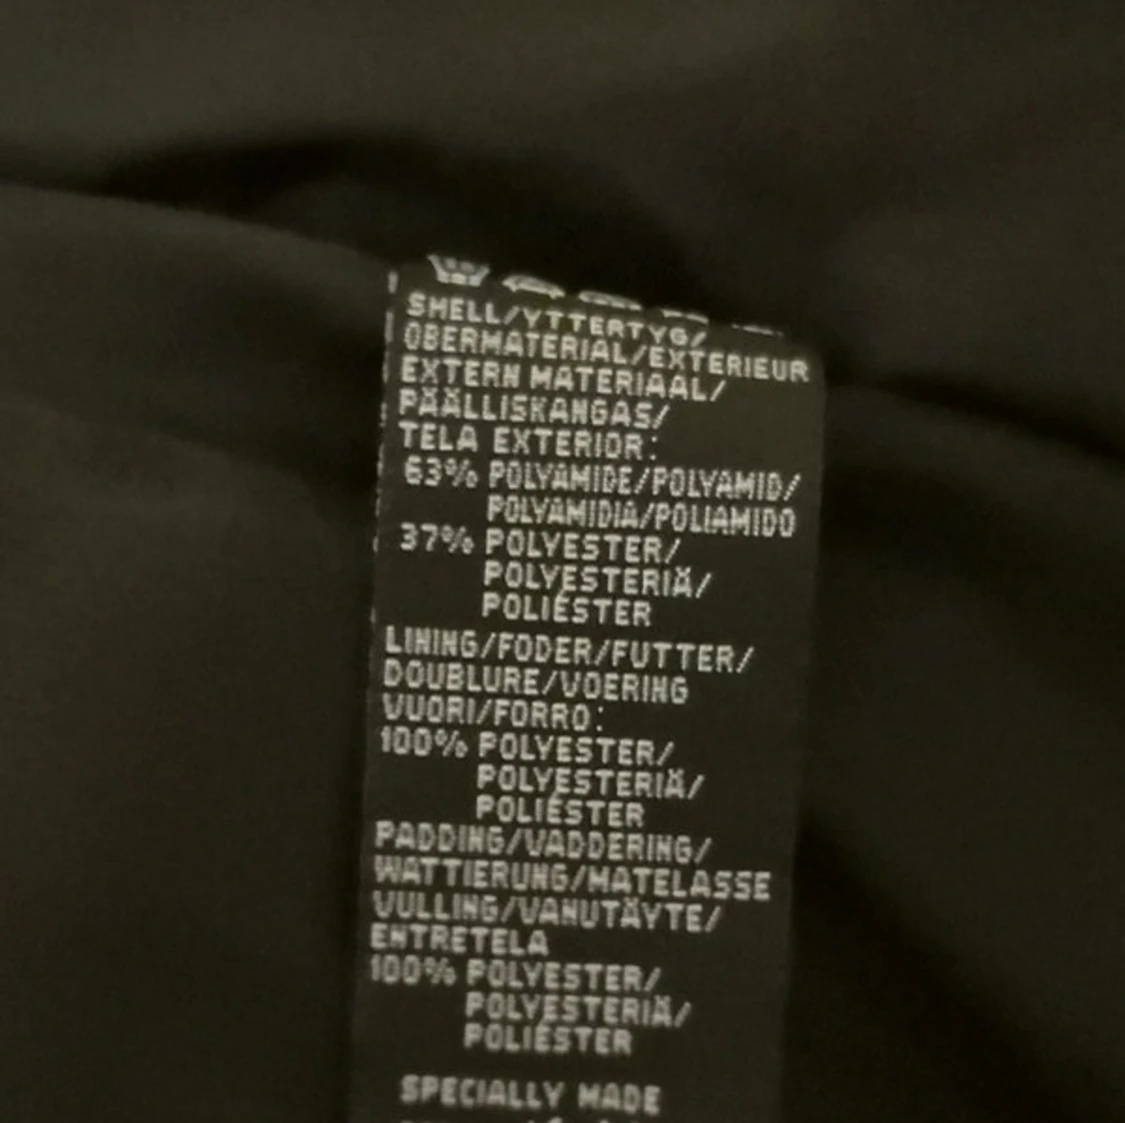 SHELL/YTTERTYG/
OBERMATERIAL/EXTERIEUR
EXTERN MATERIAAL/
PÄÄLLISKANGAS/
TELA EXTERIOR:
63% POLYAMIDE/POLYAMID/
POLYAMIDIA/POLIAMIDO
37% POLYESTER/
POLYESTERIÄ/
POLIÉSTER
LINING/FODER/FUTTER/
DOUBLURE/VOERING
VUORI/FORRO:
100% POLYESTER/
POLYESTERIÄ/
POLIÉSTER
PADDING/VADDERING/
WATTIERUNG/MATELASSE
VULLING/VANUTÄYTE/
ENTRETELA
100% POLYESTER/
POLYESTERIÄ/
POLIÉSTER
SPECIALLY MADE